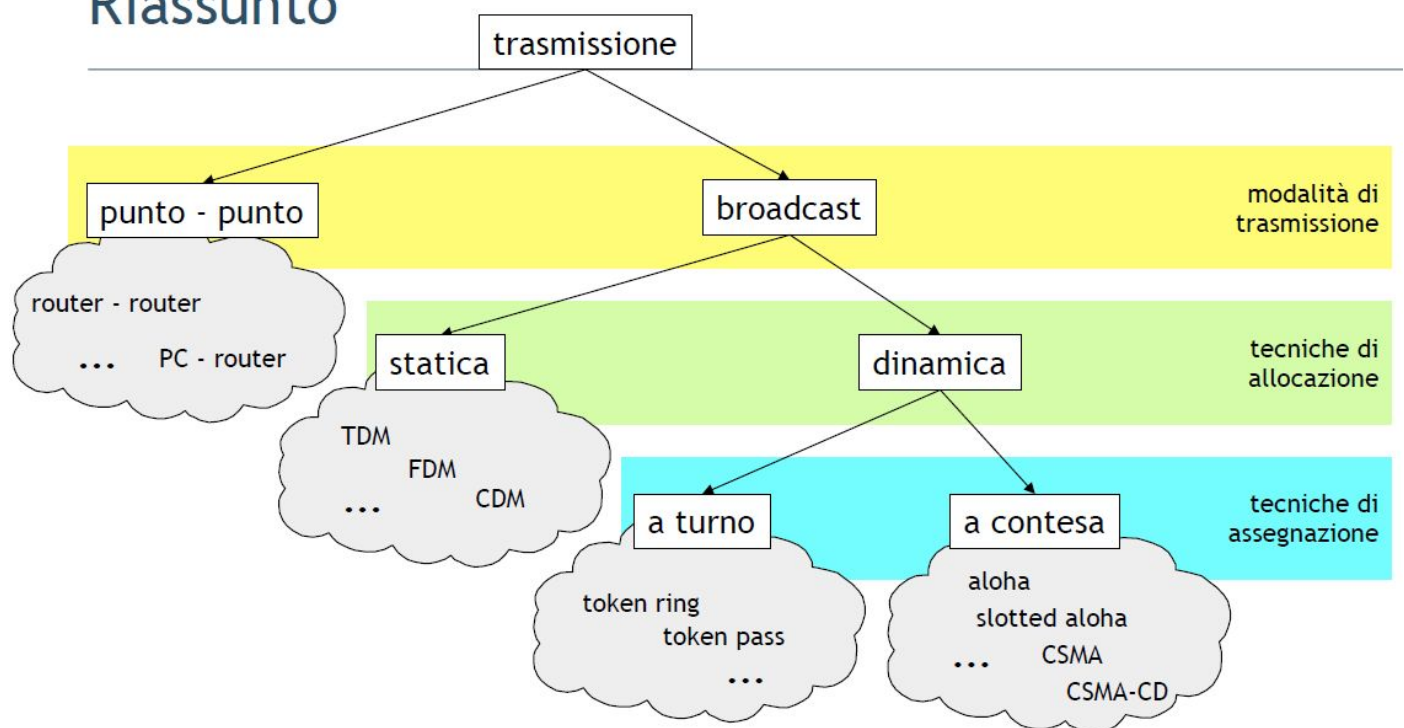 Riassunto
trasmissione
punto - punto
broadcast
modalità di
trasmissione
router - router
... PC - router
statica
dinamica
tecniche di
allocazione
TDM
FDM
... CDM
a turno
a contesa
tecniche di
assegnazione
token ring
token pass
...
aloha
slotted aloha
... CSMA
CSMA-CD